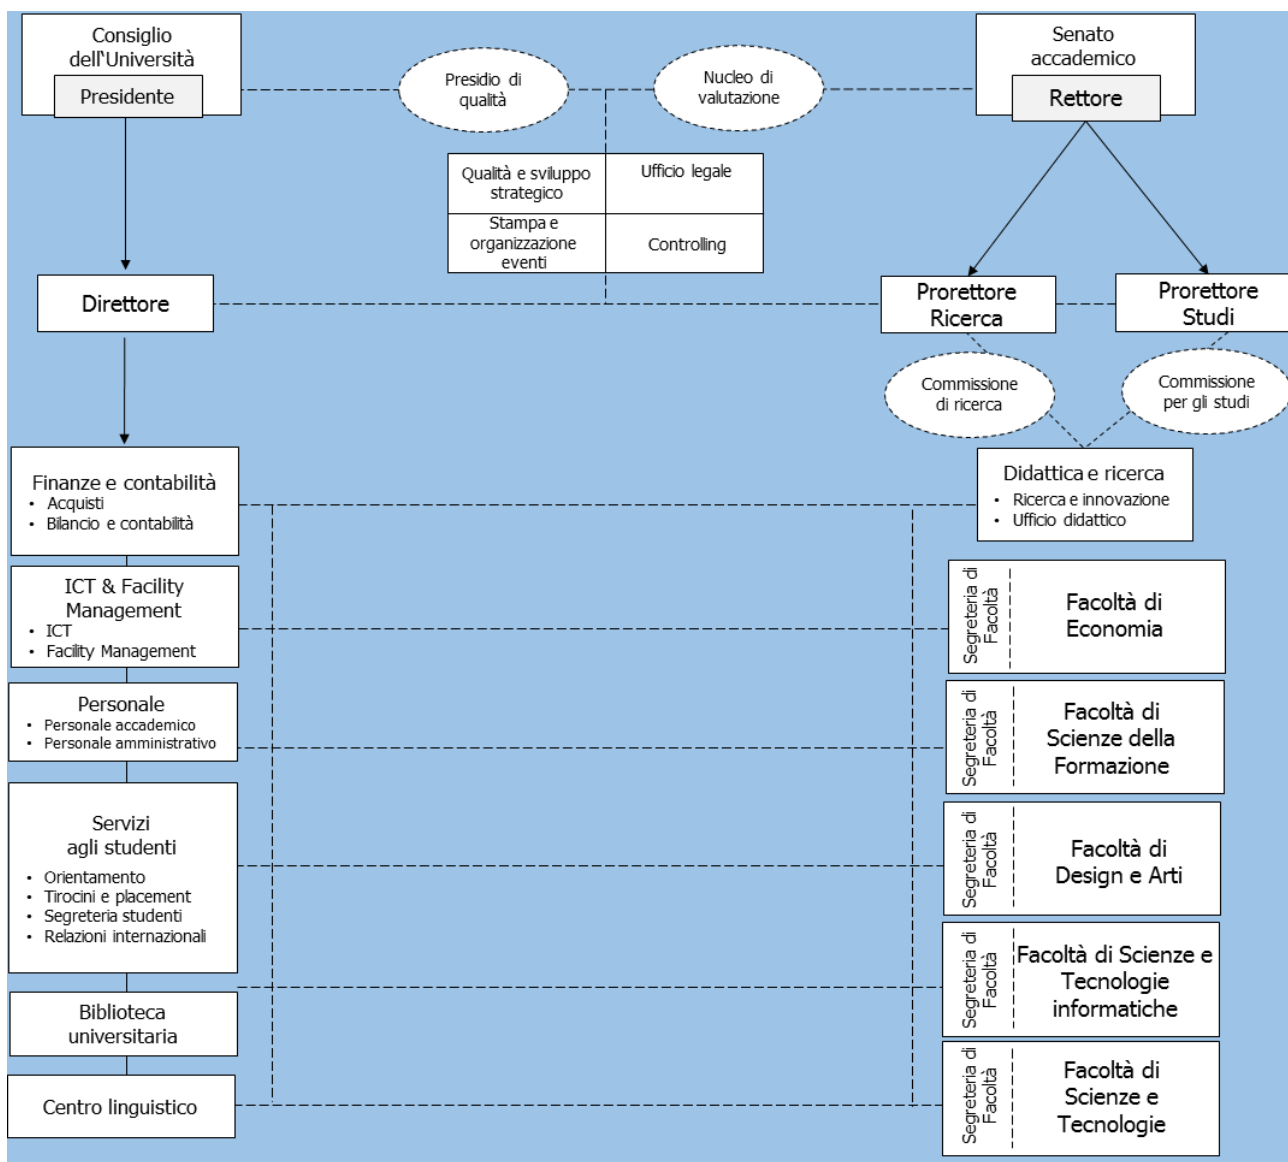 Consiglio
dell'Università
Presidente
Presidio di
qualità
Nucleo di
valutazione
Senato
accademico
Rettore
Qualità e sviluppo
strategico
Ufficio legale
Stampa e
organizzazione
eventi
Controlling
Direttore
Prorettore
Ricerca
Prorettore
Studi
Commissione
di ricerca
Commissione
per gli studi
Finanze e contabilità
• Acquisti
• Bilancio e contabilità
Didattica e ricerca
• Ricerca e innovazione
• Ufficio didattico
ICT & Facility
Management
• ICT
• Facility Management
Segreteria di
Facoltà
Facoltà di
Economia
Personale
• Personale accademico
• Personale amministrativo
Segreteria di
Facoltà
Facoltà di
Scienze della
Formazione
Servizi
agli studenti
• Orientamento
• Tirocini e placement
• Segreteria studenti
• Relazioni internazionali
Segreteria di
Facoltà
Facoltà di
Design e Arti
Biblioteca
universitaria
Segreteria di
Facoltà
Facoltà di Scienze e
Tecnologie
informatiche
Centro linguistico
Segreteria di
Facoltà
Facoltà di
Scienze e
Tecnologie